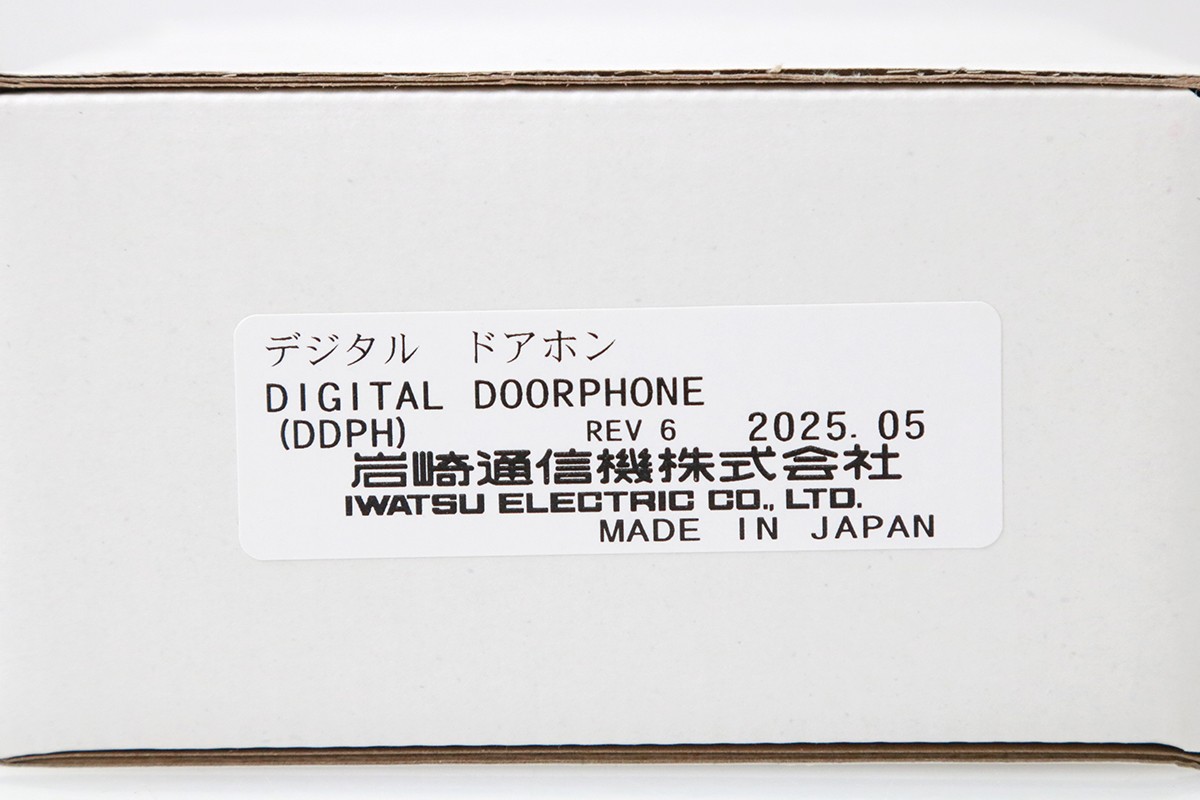 デジタル ドアホン
DIGITAL DOORPHONE
(DDPH) REV 6 2025.05
岩崎通信機株式会社
IWATSU ELECTRIC CO., LTD.
MADE IN JAPAN